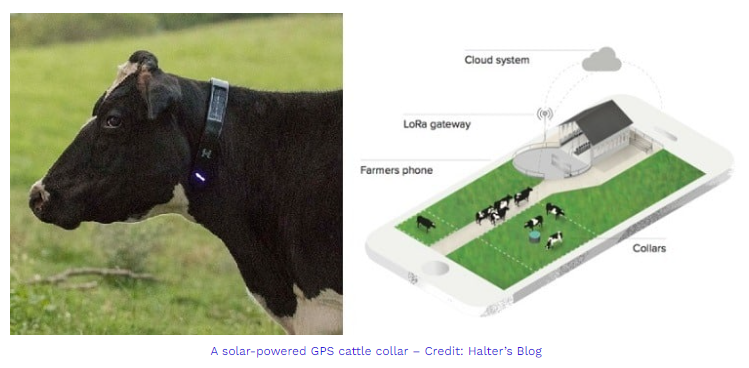 Cloud system
LoRa gateway
Farmers phone
Collars
A solar-powered GPS cattle collar – Credit: Halter’s Blog